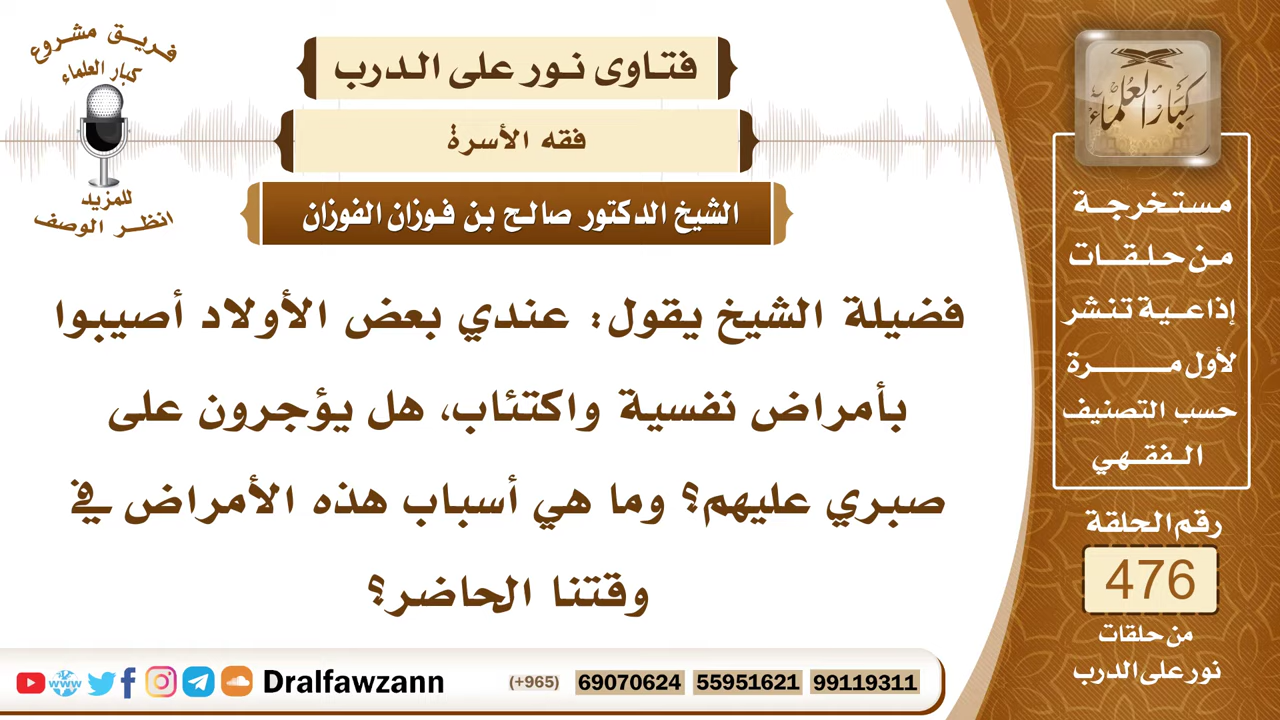 فريق مشروع
كبار العلماء
للمزيد
انظر الوصف
فتاوى نور على الدرب
فقه الأسرة
الشيخ الدكتور صالح بن فوزان الفوزان
فضيلة الشيخ يقول: عندي بعض الأولاد أصيبوا
بأمراض نفسية واكتئاب، هل يؤجرون على
صبري عليهم؟ وما هي أسباب هذه الأمراض في
وقتنا الحاضر؟
كبار العلماء
مستخرجة
من حلقات
إذاعية تنشر
لأول مرة
حسب التصنيف
الفقهي
رقم الحلقة
476
من حلقات
نور على الدرب
www
Dralfawzann (+965) 69070624 55951621 99119311